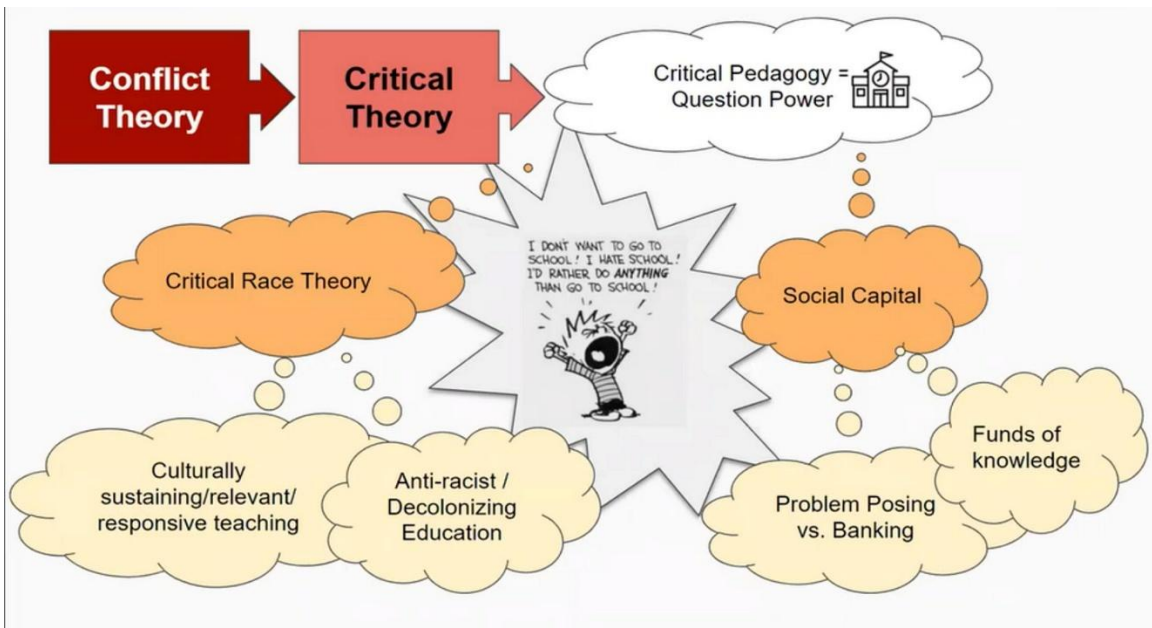 Conflict
Theory
Critical
Theory
Critical Pedagogy =
Question Power
I DON'T WANT TO GO TO
SCHOOL! I HATE SCHOOL!
I'D RATHER DO ANYTHING
THAN GO TO SCHOOL!
Critical Race Theory
Social Capital
Culturally
sustaining/relevant/
responsive teaching
Anti-racist /
Decolonizing
Education
Problem Posing
vs. Banking
Funds of
knowledge